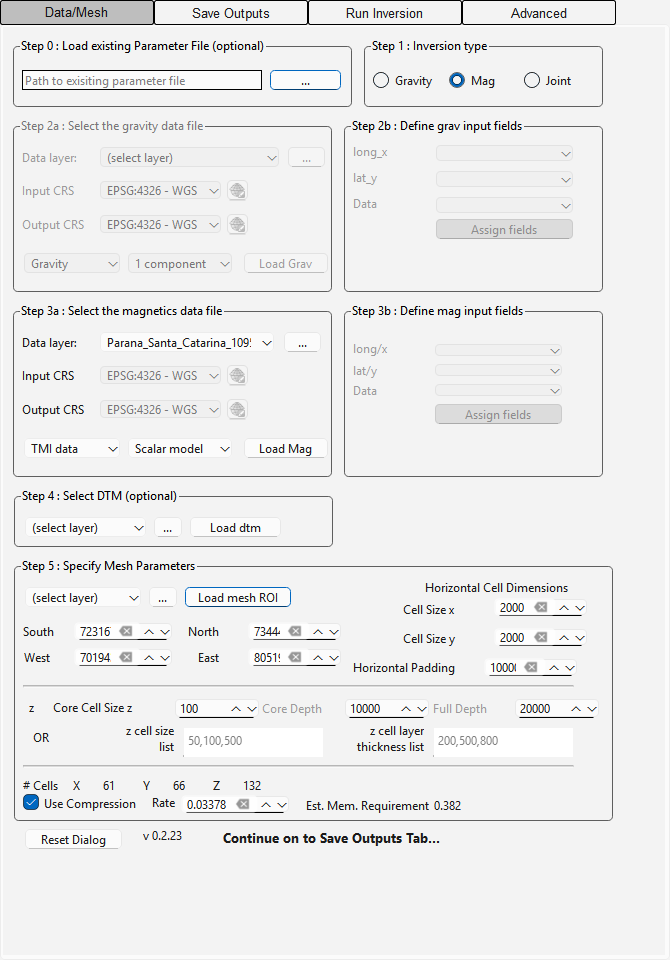 Data/Mesh Save Outputs Run Inversion Advanced
Step 0 : Load existing Parameter File (optional)
Path to exisiting parameter file ...
Step 1 : Inversion type
Gravity Mag Joint
Step 2a : Select the gravity data file
Data layer: (select layer) ...
Input CRS EPSG:4326 - WGS
Output CRS EPSG:4326 - WGS
Gravity 1 component Load Grav
Step 2b : Define grav input fields
long_x
lat_y
Data
Assign fields
Step 3a : Select the magnetics data file
Data layer: Parana_Santa_Catarina_109 ...
Input CRS EPSG:4326 - WGS
Output CRS EPSG:4326 - WGS
TMI data Scalar model Load Mag
Step 3b : Define mag input fields
long/x
lat/y
Data
Assign fields
Step 4 : Select DTM (optional)
(select layer) ... Load dtm
Step 5 : Specify Mesh Parameters
(select layer) ... Load mesh ROI
South 72316 North 7344
West 70194 East 8051
Horizontal Cell Dimensions
Cell Size x 2000
Cell Size y 2000
Horizontal Padding 1000
z Core Cell Size z 100 Core Depth 10000 Full Depth 20000
OR z cell size list 50,100,500 z cell layer thickness list 200,500,800
# Cells X 61 Y 66 Z 132
Use Compression Rate 0.03378 Est. Mem. Requirement 0.382
Reset Dialog v 0.2.23 Continue on to Save Outputs Tab...